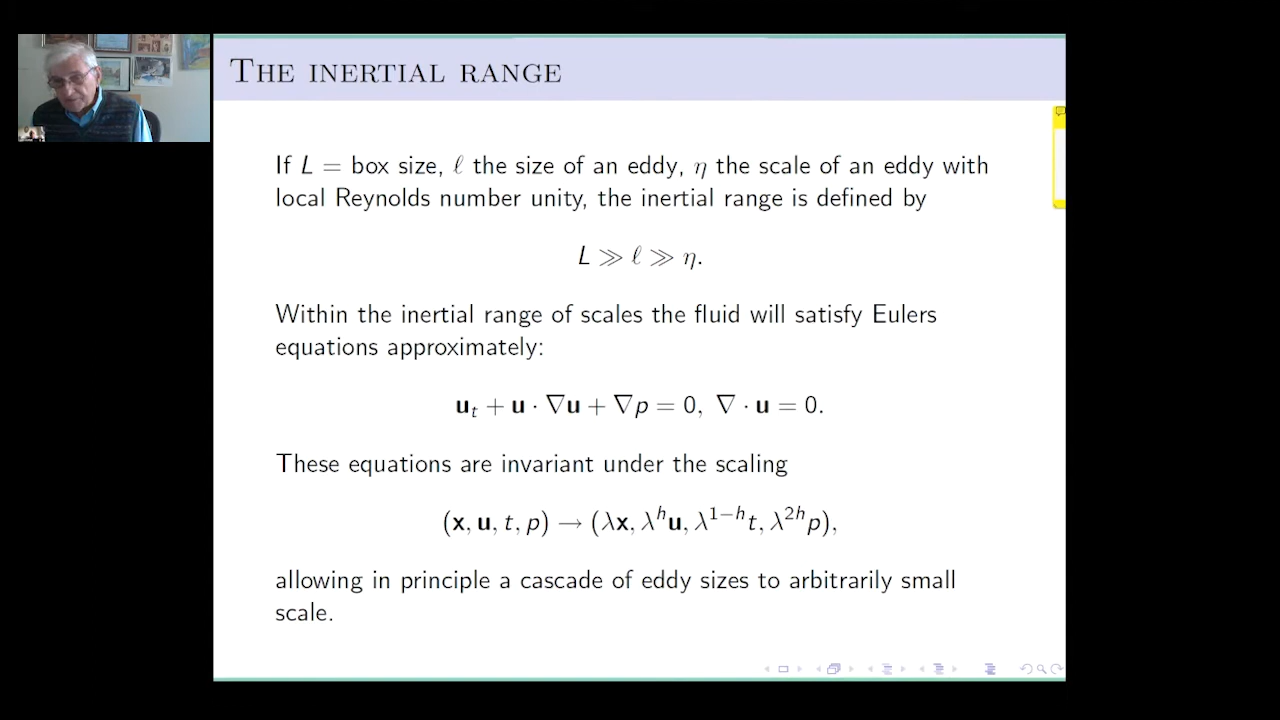 THE INERTIAL RANGE
If L = box size, ℓ the size of an eddy, η the scale of an eddy with
local Reynolds number unity, the inertial range is defined by
L ≫ ℓ ≫ η.
Within the inertial range of scales the fluid will satisfy Eulers
equations approximately:
𝐮ₜ + 𝐮 · ∇𝐮 + ∇p = 0, ∇ · 𝐮 = 0.
These equations are invariant under the scaling
(𝐱, 𝐮, t, p) → (λ𝐱, λ^h𝐮, λ^{1−h}t, λ^{2h}p),
allowing in principle a cascade of eddy sizes to arbitrarily small
scale.